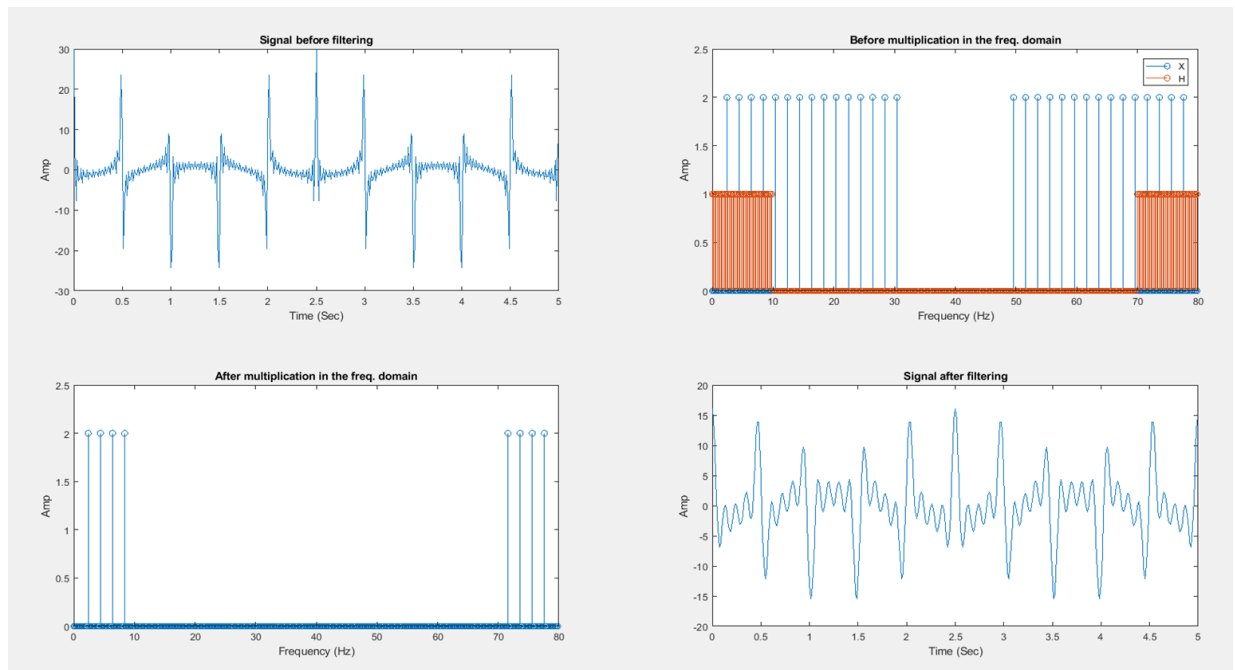 Signal before filtering
30
20
10
0
-10
-20
-30
Amp
0 0.5 1 1.5 2 2.5 3 3.5 4 4.5 5
Time (Sec)
Before multiplication in the freq. domain
2.5
2
1.5
1
0.5
0
Amp
X
H
0 10 20 30 40 50 60 70 80
Frequency (Hz)
After multiplication in the freq. domain
2.5
2
1.5
1
0.5
0
Amp
0 10 20 30 40 50 60 70 80
Frequency (Hz)
Signal after filtering
20
15
10
5
0
-5
-10
-15
-20
Amp
0 0.5 1 1.5 2 2.5 3 3.5 4 4.5 5
Time (Sec)